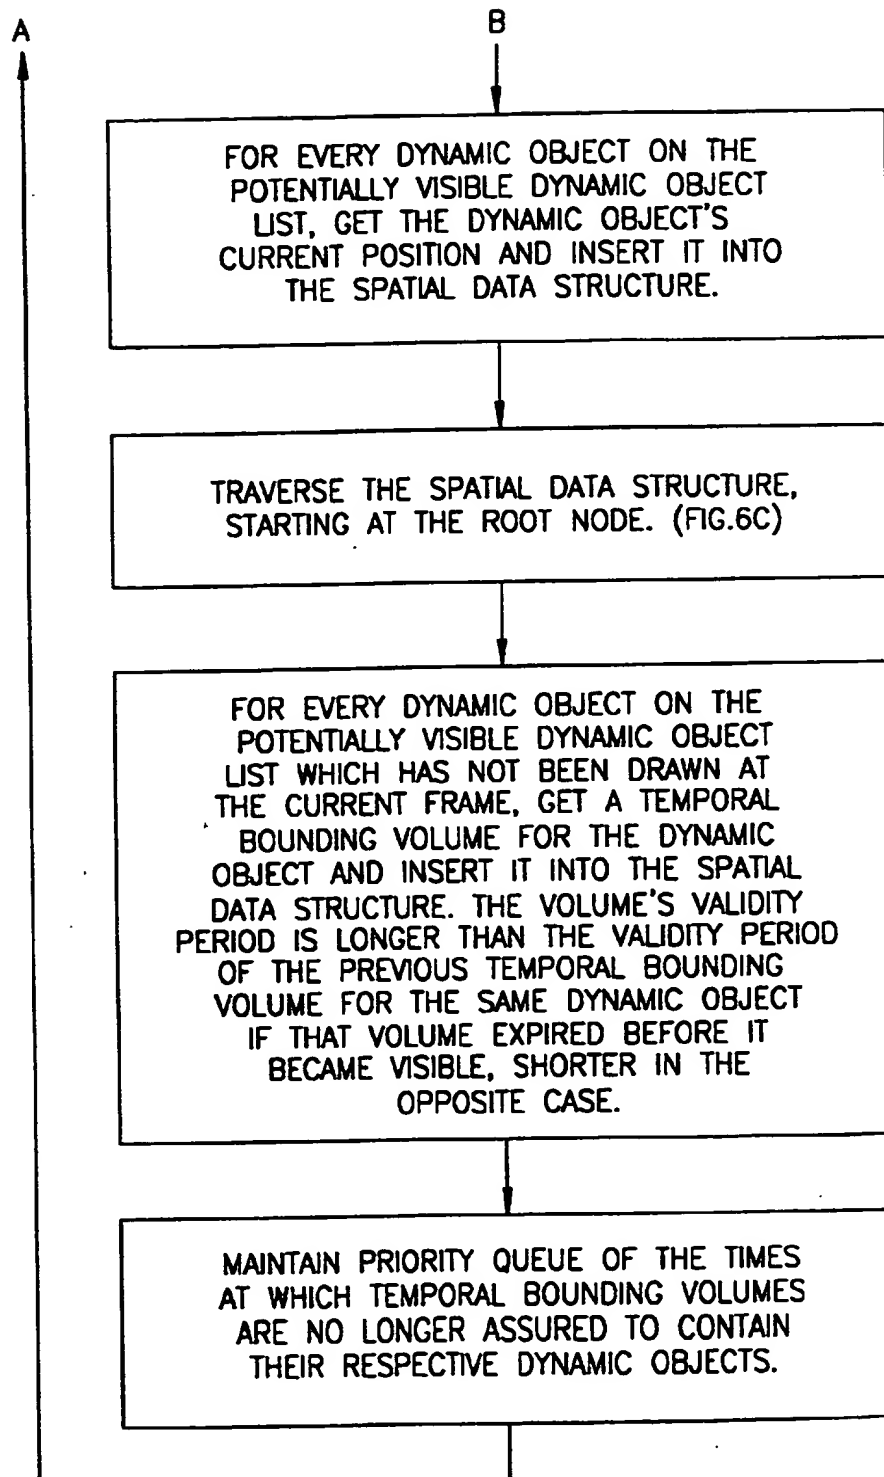 A
B
FOR EVERY DYNAMIC OBJECT ON THE
POTENTIALLY VISIBLE DYNAMIC OBJECT
LIST, GET THE DYNAMIC OBJECT'S
CURRENT POSITION AND INSERT IT INTO
THE SPATIAL DATA STRUCTURE.
TRAVERSE THE SPATIAL DATA STRUCTURE,
STARTING AT THE ROOT NODE. (FIG.6C)
FOR EVERY DYNAMIC OBJECT ON THE
POTENTIALLY VISIBLE DYNAMIC OBJECT
LIST WHICH HAS NOT BEEN DRAWN AT
THE CURRENT FRAME, GET A TEMPORAL
BOUNDING VOLUME FOR THE DYNAMIC
OBJECT AND INSERT IT INTO THE SPATIAL
DATA STRUCTURE. THE VOLUME'S VALIDITY
PERIOD IS LONGER THAN THE VALIDITY PERIOD
OF THE PREVIOUS TEMPORAL BOUNDING
VOLUME FOR THE SAME DYNAMIC OBJECT
IF THAT VOLUME EXPIRED BEFORE IT
BECAME VISIBLE, SHORTER IN THE
OPPOSITE CASE.
MAINTAIN PRIORITY QUEUE OF THE TIMES
AT WHICH TEMPORAL BOUNDING VOLUMES
ARE NO LONGER ASSURED TO CONTAIN
THEIR RESPECTIVE DYNAMIC OBJECTS.